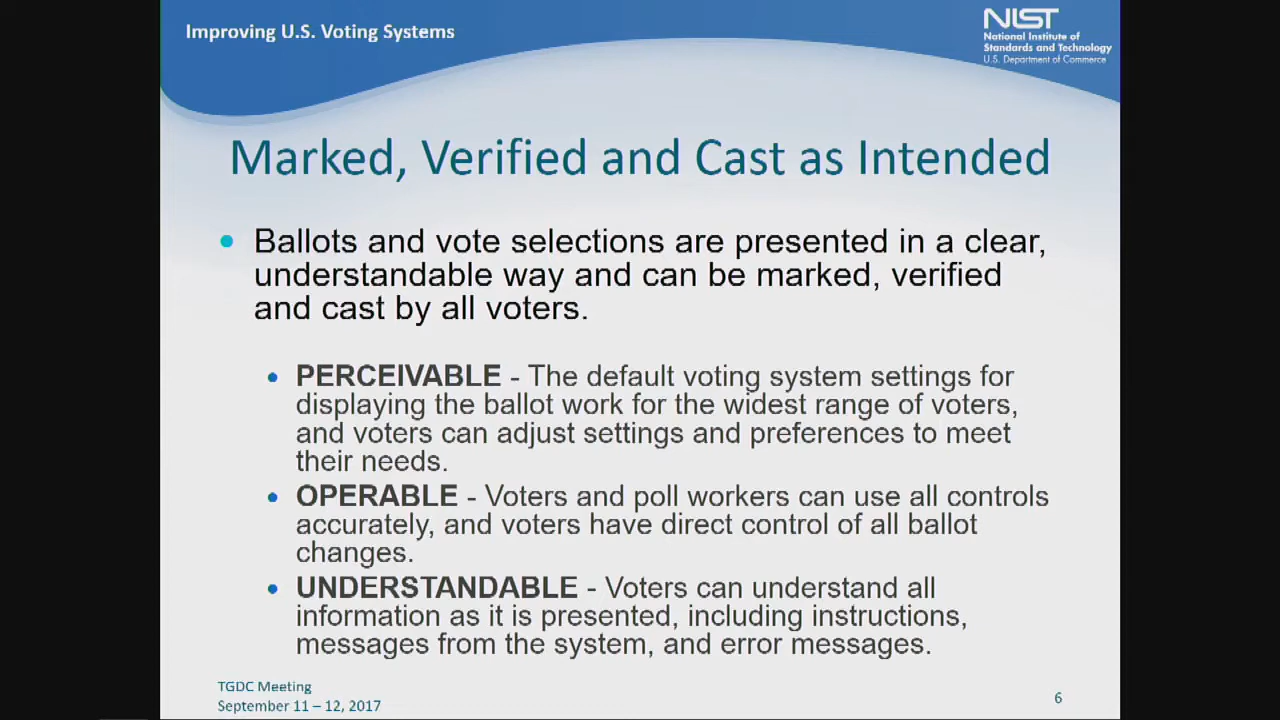 Improving U.S. Voting Systems
NIST
National Institute of
Standards and Technology
U.S. Department of Commerce
Marked, Verified and Cast as Intended
• Ballots and vote selections are presented in a clear,
understandable way and can be marked, verified
and cast by all voters.
• PERCEIVABLE - The default voting system settings for
displaying the ballot work for the widest range of voters,
and voters can adjust settings and preferences to meet
their needs.
• OPERABLE - Voters and poll workers can use all controls
accurately, and voters have direct control of all ballot
changes.
• UNDERSTANDABLE - Voters can understand all
information as it is presented, including instructions,
messages from the system, and error messages.
TGDC Meeting
September 11 – 12, 2017
6